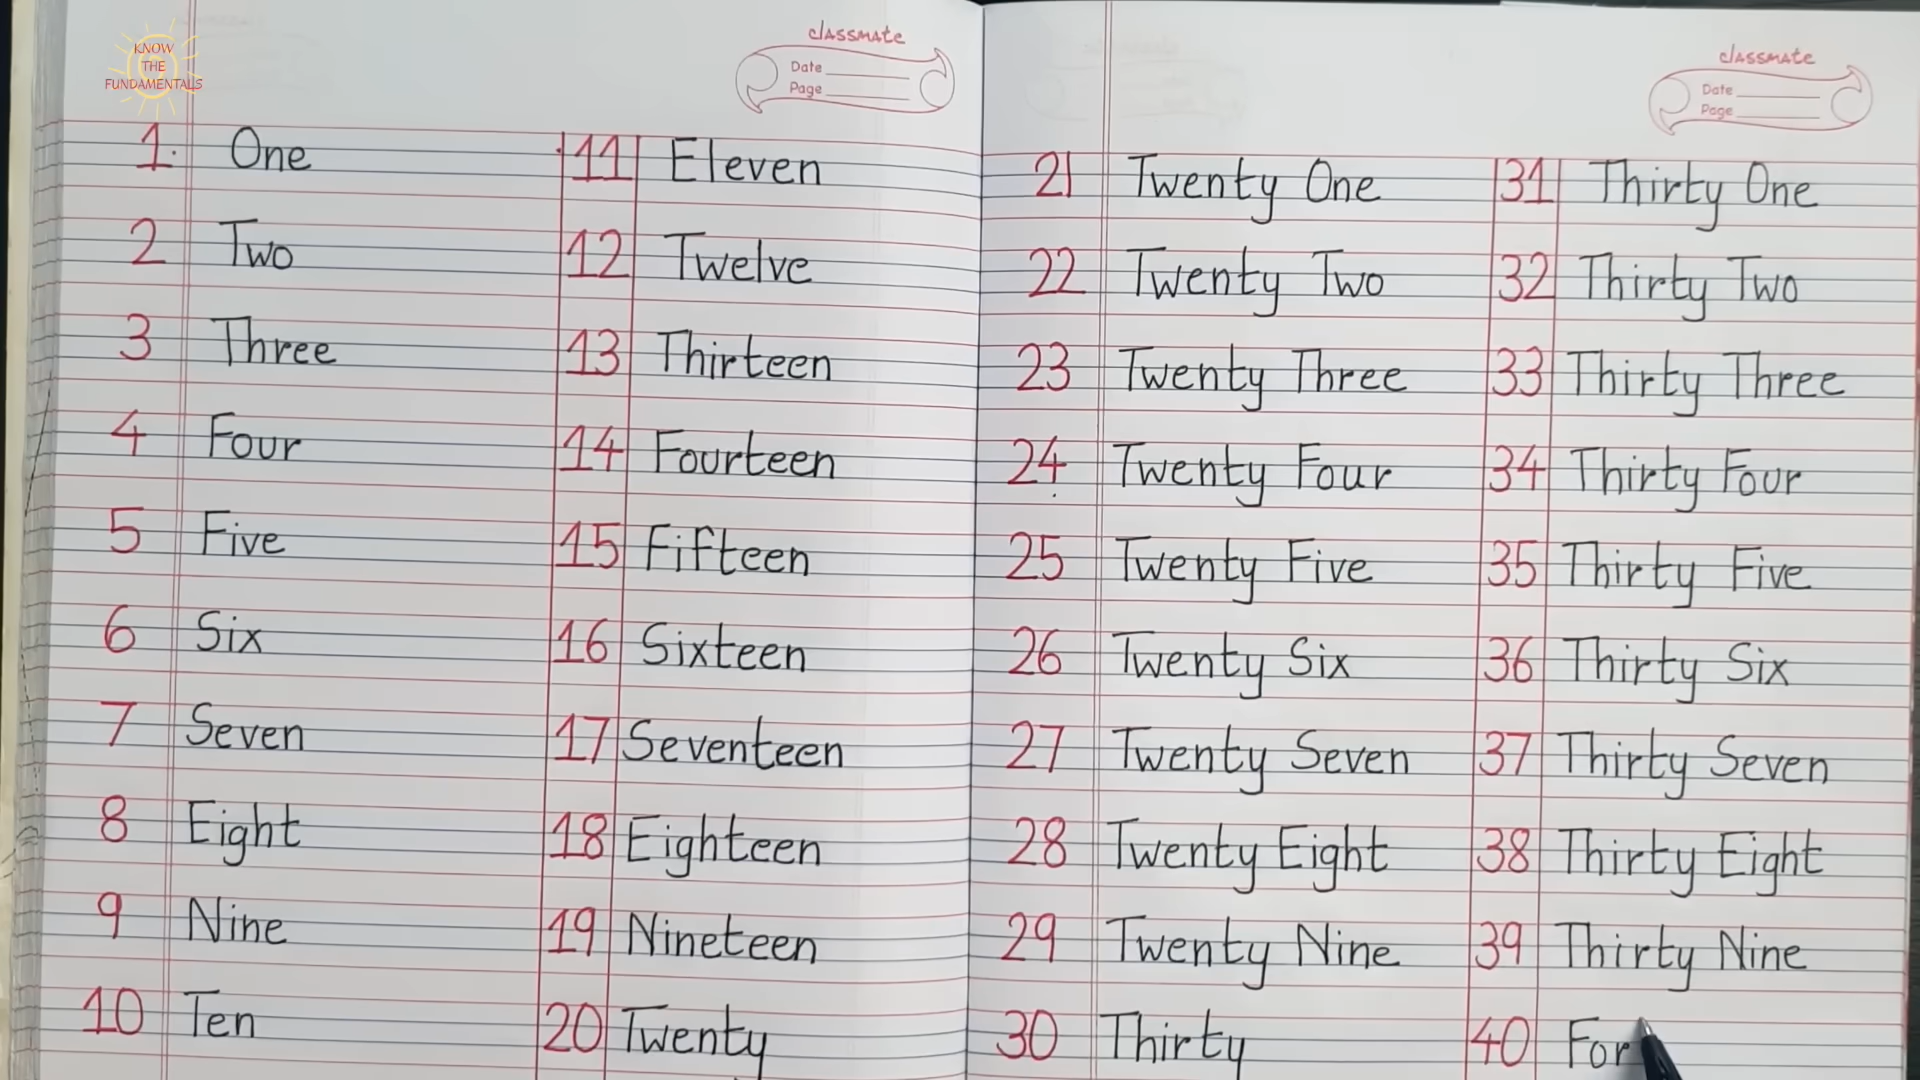 KNOW
THE
FUNDAMENTALS
classmate
Date
Page
1. One
2 Two
3 Three
4 Four
5 Five
6 Six
7 Seven
8 Eight
9 Nine
10 Ten
11 Eleven
12 Twelve
13 Thirteen
14 Fourteen
15 Fifteen
16 Sixteen
17 Seventeen
18 Eighteen
19 Nineteen
20 Twenty
classmate
Date
Page
21 Twenty One
22 Twenty Two
23 Twenty Three
24 Twenty Four
25 Twenty Five
26 Twenty Six
27 Twenty Seven
28 Twenty Eight
29 Twenty Nine
30 Thirty
31 Thirty One
32 Thirty Two
33 Thirty Three
34 Thirty Four
35 Thirty Five
36 Thirty Six
37 Thirty Seven
38 Thirty Eight
39 Thirty Nine
40 For